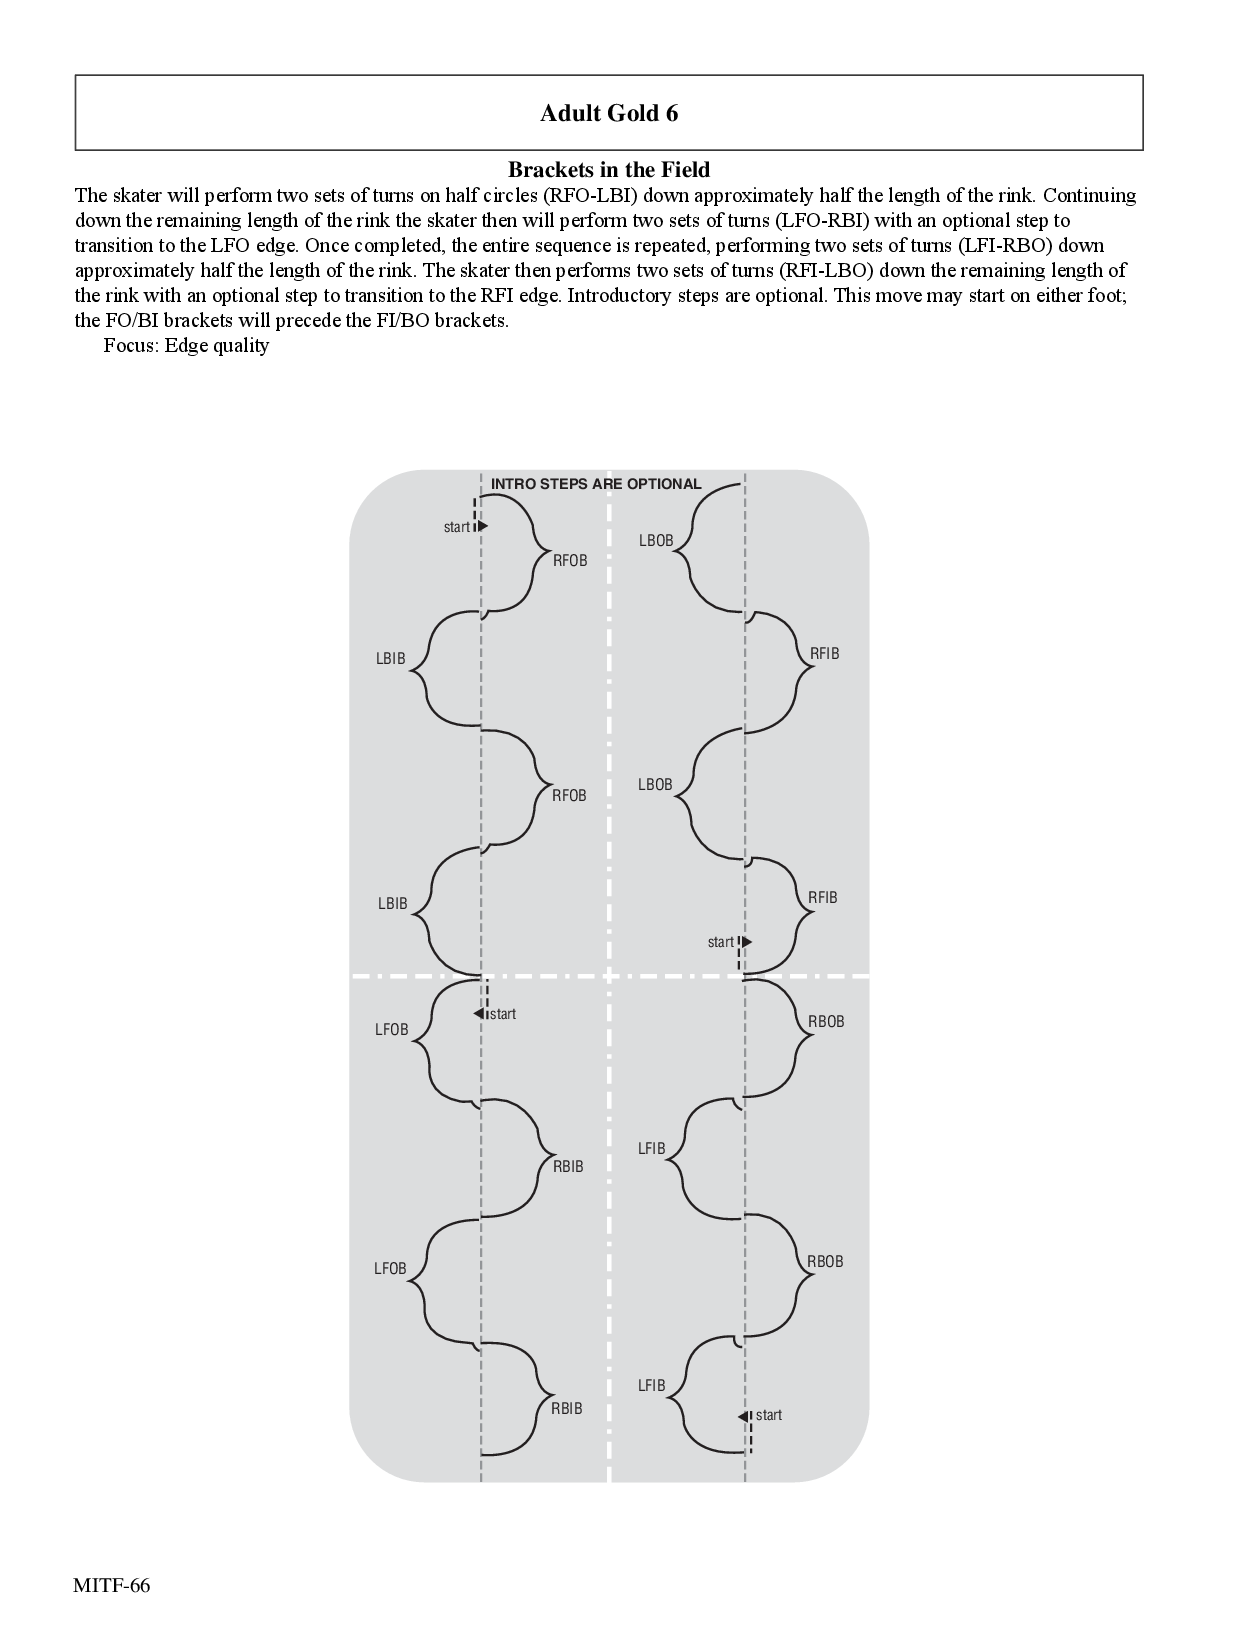 Adult Gold 6
Brackets in the Field
The skater will perform two sets of turns on half circles (RFO-LBI) down approximately half the length of the rink. Continuing
down the remaining length of the rink the skater then will perform two sets of turns (LFO-RBI) with an optional step to
transition to the LFO edge. Once completed, the entire sequence is repeated, performing two sets of turns (LFI-RBO) down
approximately half the length of the rink. The skater then performs two sets of turns (RFI-LBO) down the remaining length of
the rink with an optional step to transition to the RFI edge. Introductory steps are optional. This move may start on either foot;
the FO/BI brackets will precede the FI/BO brackets.
Focus: Edge quality
INTRO STEPS ARE OPTIONAL
start
RFOB
LBIB
RFOB
LBIB
start
LFOB
RBIB
LFOB
RBIB
LBOB
RFIB
LBOB
RFIB
start
RBOB
LFIB
RBOB
LFIB
start
MITF-66